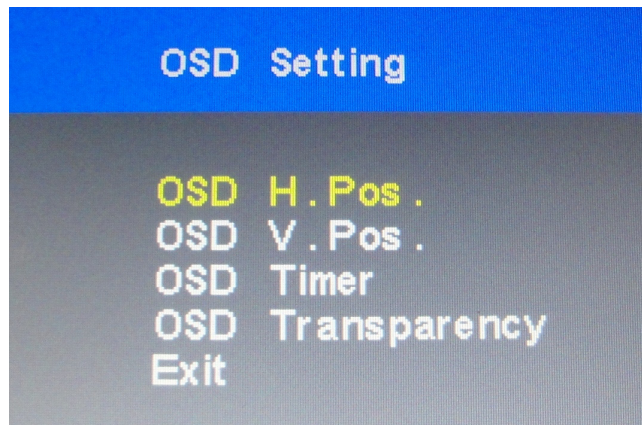 OSD Setting
OSD H.Pos.
OSD V.Pos.
OSD Timer
OSD Transparency
Exit